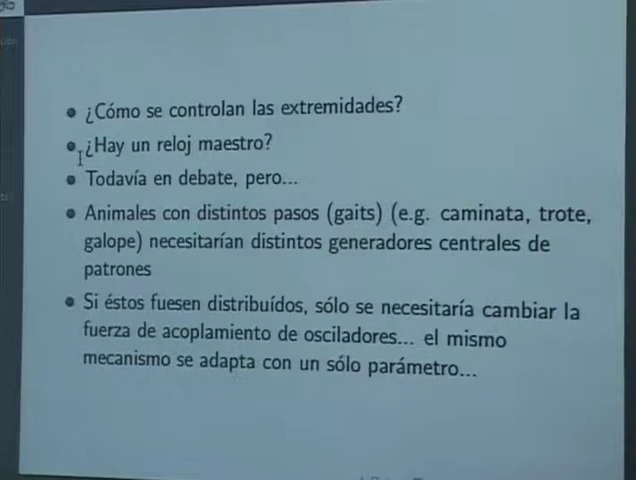 ¿Cómo se controlan las extremidades?
¿Hay un reloj maestro?
Todavía en debate, pero...
Animales con distintos pasos (gaits) (e.g. caminata, trote,
galope) necesitarían distintos generadores centrales de
patrones
Si éstos fuesen distribuídos, sólo se necesitaría cambiar la
fuerza de acoplamiento de osciladores... el mismo
mecanismo se adapta con un sólo parámetro...